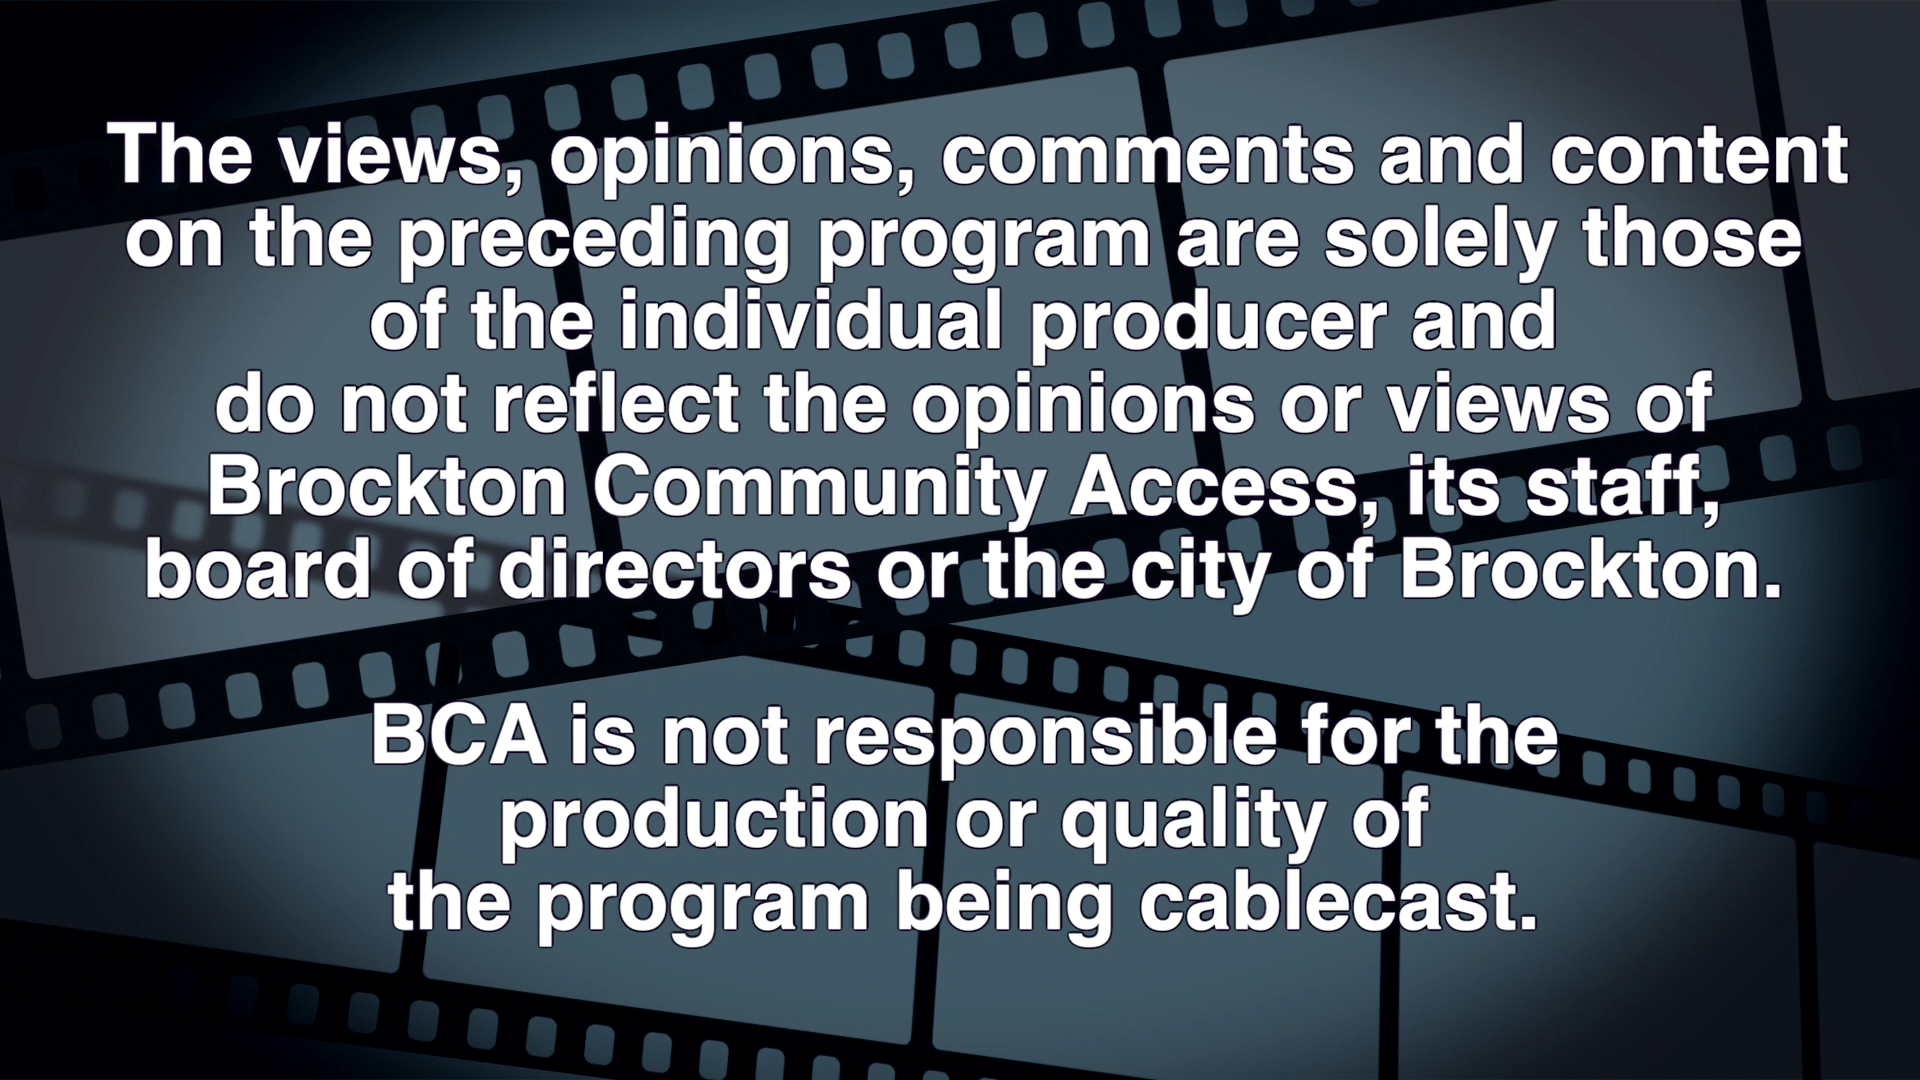 The views, opinions, comments and content
on the preceding program are solely those
of the individual producer and
do not reflect the opinions or views of
Brockton Community Access, its staff,
board of directors or the city of Brockton.
BCA is not responsible for the
production or quality of
the program being cablecast.